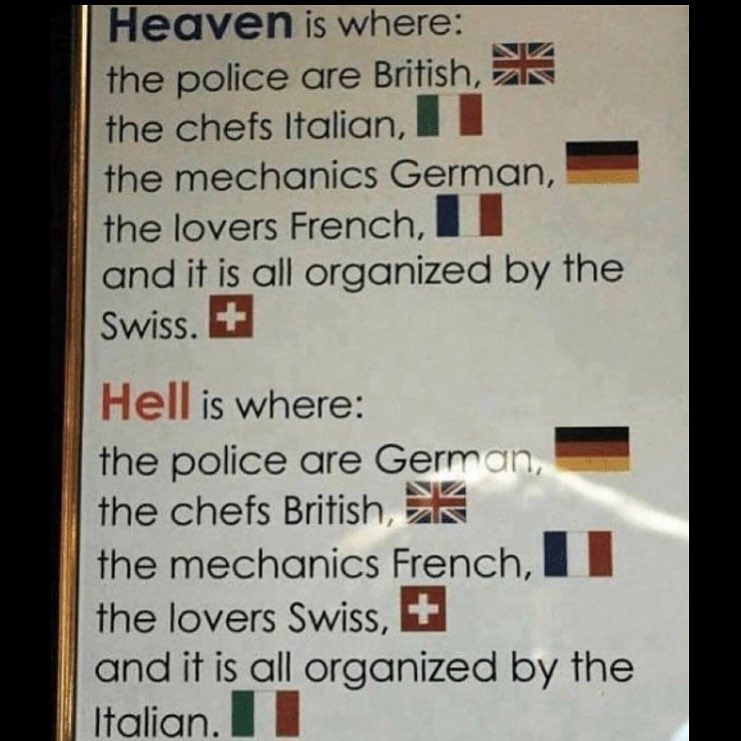 Heaven is where:
the police are British,
the chefs Italian,
the mechanics German,
the lovers French,
and it is all organized by the
Swiss.
Hell is where:
the police are German,
the chefs British,
the mechanics French,
the lovers Swiss,
and it is all organized by the
Italian.